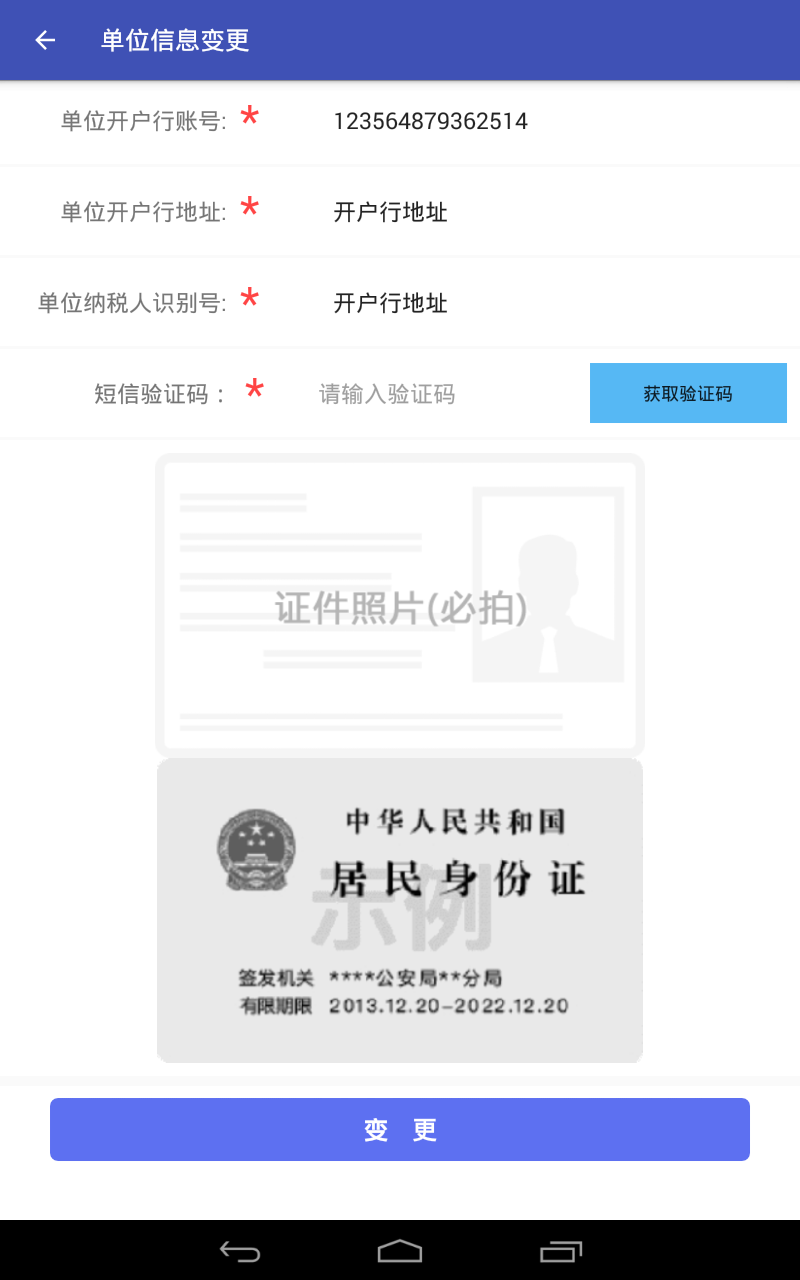 单位信息变更
单位开户行账号: * 123564879362514
单位开户行地址: * 开户行地址
单位纳税人识别号: * 开户行地址
短信验证码： * 请输入验证码 获取验证码
证件照片(必拍)
中华人民共和国
居民身份证
示例
签发机关 ****公安局**分局
有限期限 2013.12.20-2022.12.20
变 更